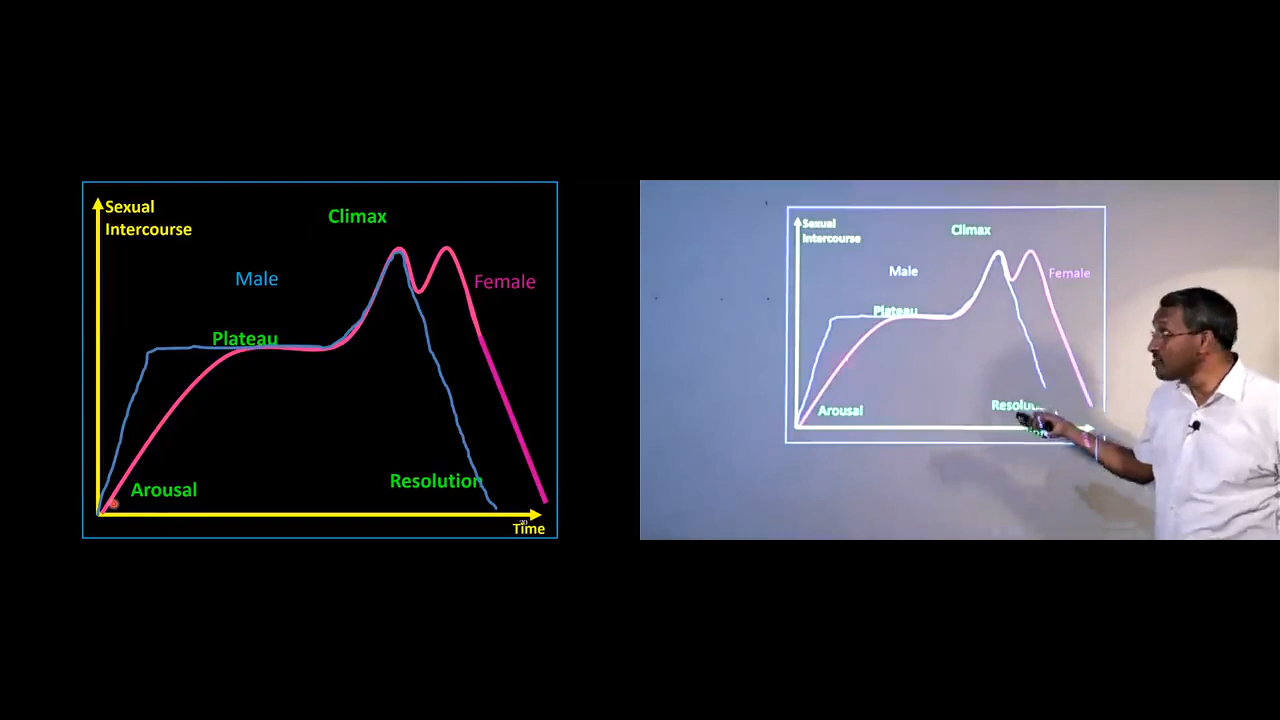 Sexual
Intercourse
Climax
Male
Female
Plateau
Arousal
Resolution
Time
Sexual
Intercourse
Climax
Male
Female
Plateau
Arousal